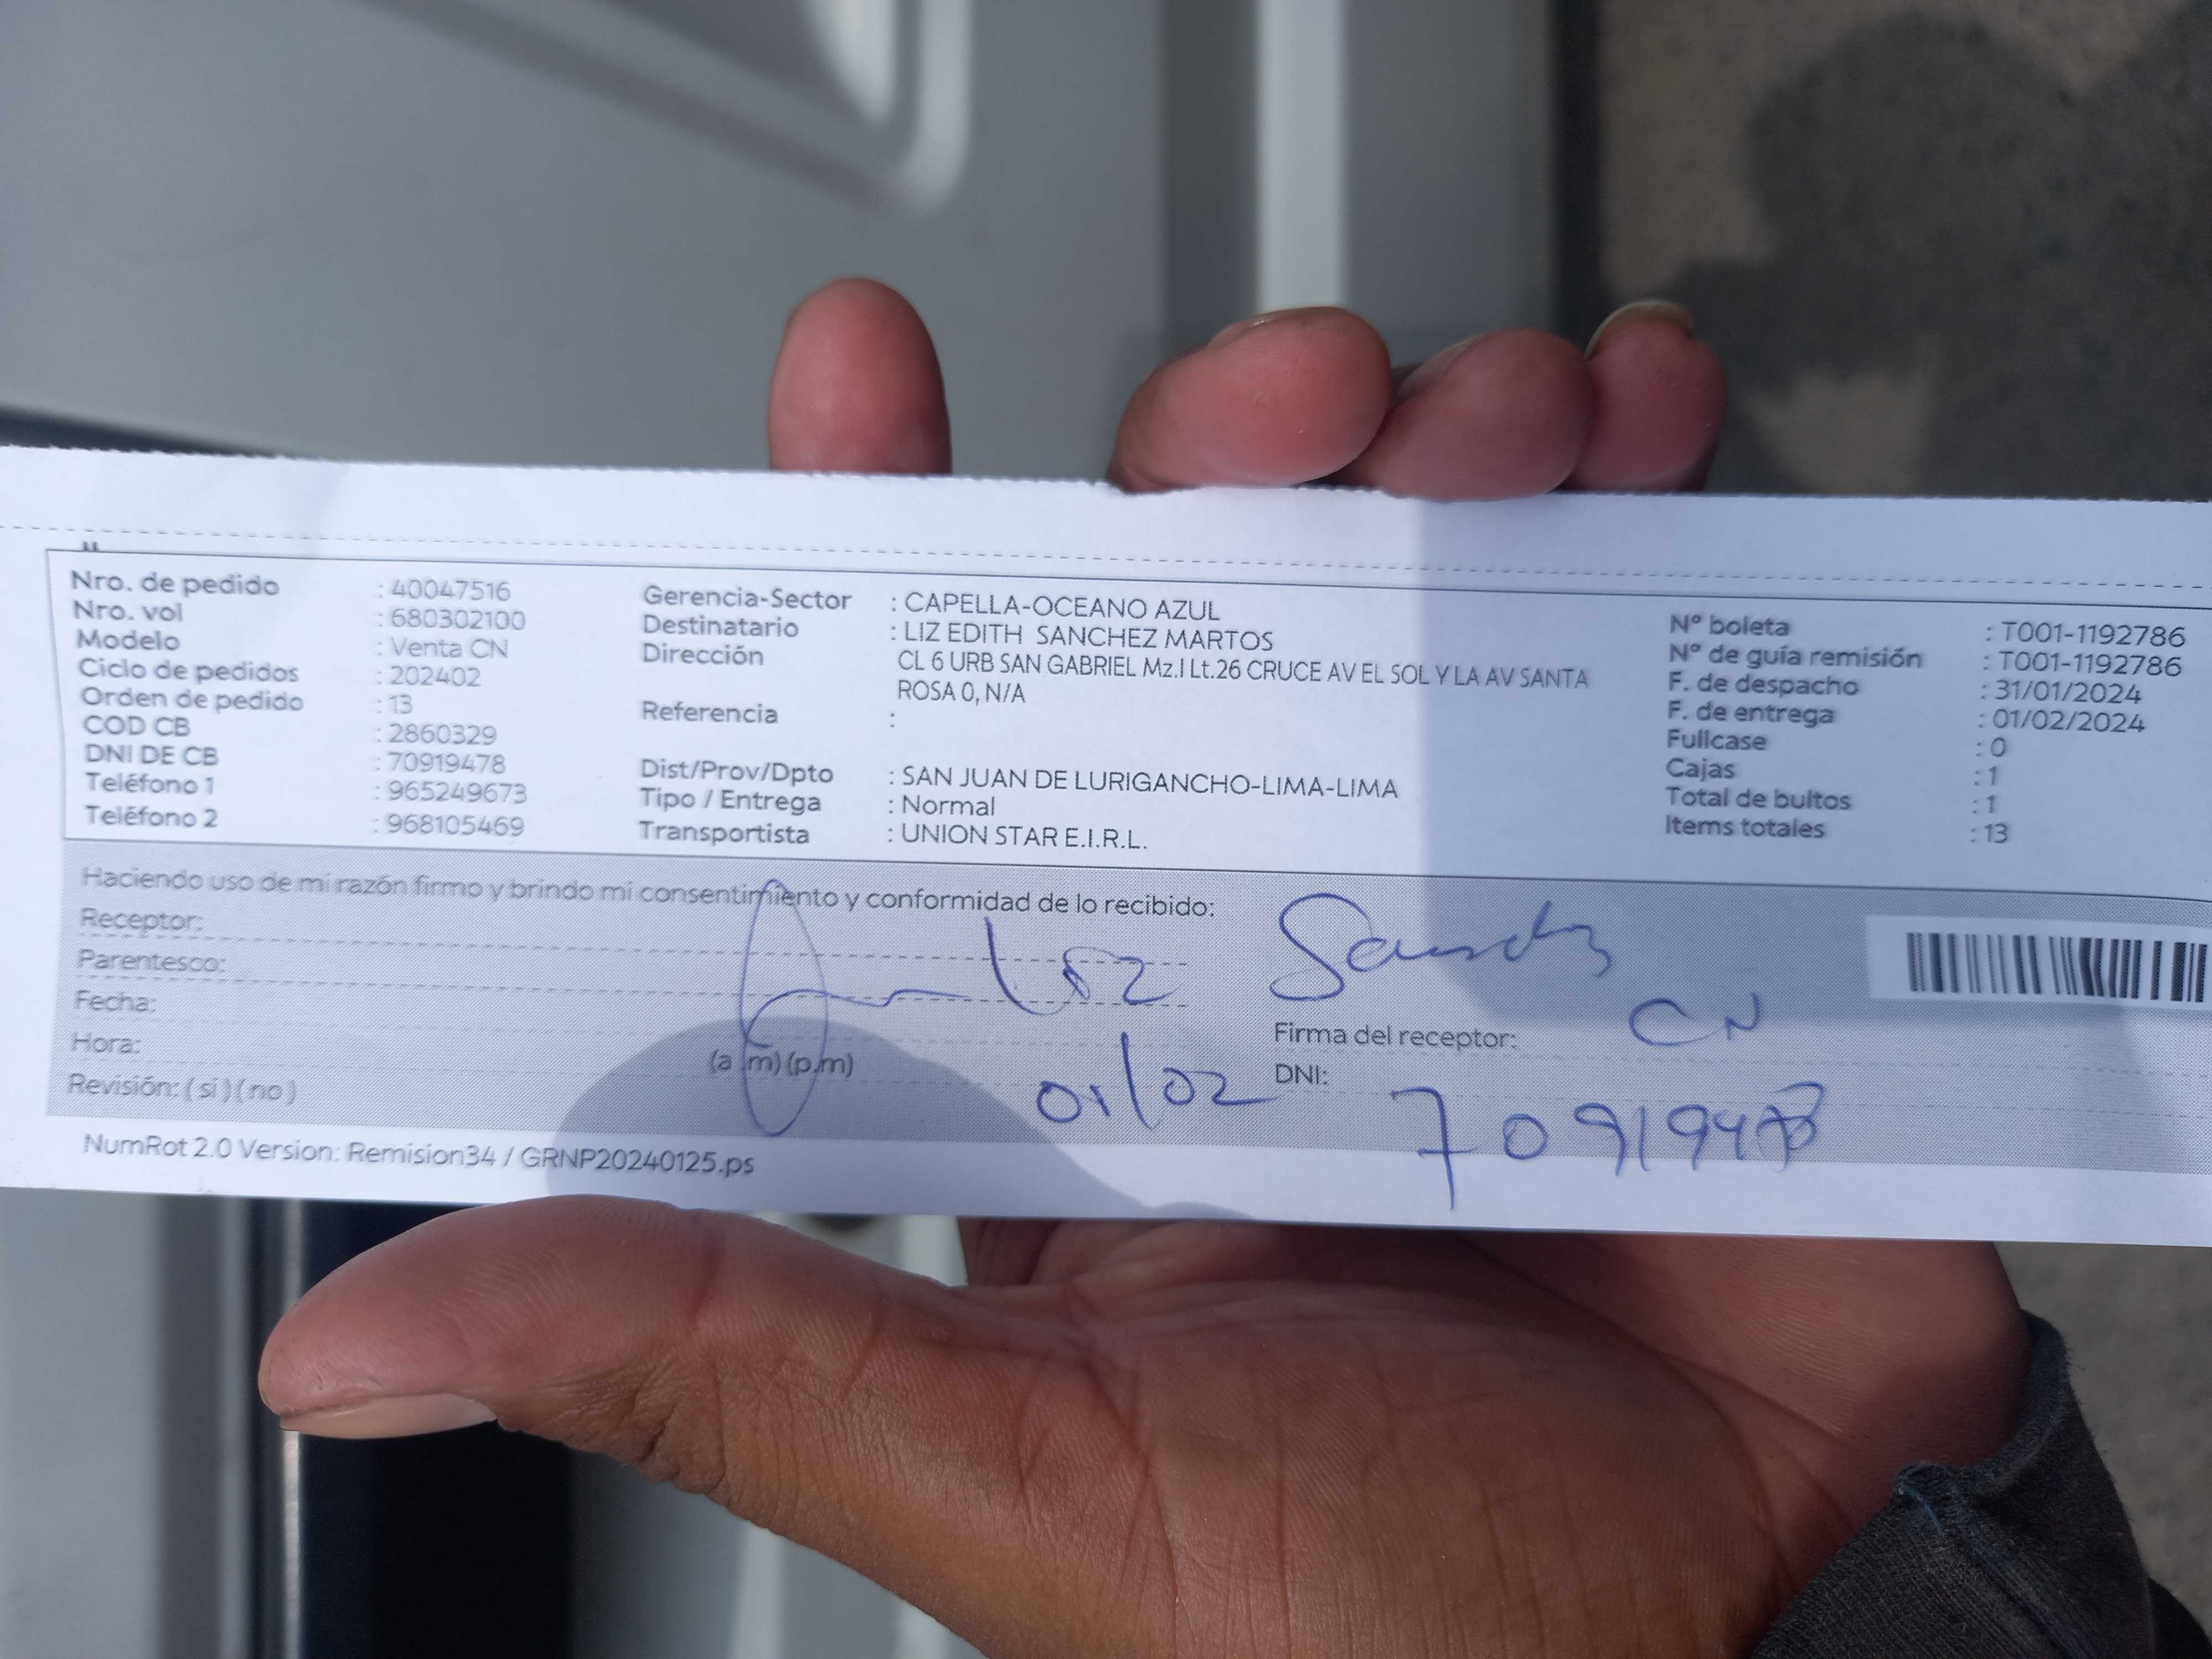 Nro. de pedido : 40047516
Nro. vol : 680302100
Modelo : Venta CN
Ciclo de pedidos : 202402
Orden de pedido : 13
COD CB : 2860329
DNI DE CB : 70919478
Teléfono 1 : 965249673
Teléfono 2 : 968105469
Gerencia-Sector : CAPELLA-OCEANO AZUL
Destinatario : LIZ EDITH SANCHEZ MARTOS
Dirección CL 6 URB SAN GABRIEL Mz.I Lt.26 CRUCE AV EL SOL Y LA AV SANTA
ROSA 0, N/A
Referencia :
Dist/Prov/Dpto : SAN JUAN DE LURIGANCHO-LIMA-LIMA
Tipo / Entrega : Normal
Transportista : UNION STAR E.I.R.L.
N° boleta : T001-1192786
N° de guía remisión : T001-1192786
F. de despacho : 31/01/2024
F. de entrega : 01/02/2024
Fullcase : 0
Cajas : 1
Total de bultos : 1
Items totales : 13
Haciendo uso de mi razón firmo y brindo mi consentimiento y conformidad de lo recibido:
Receptor:
Parentesco:
Fecha:
Hora: (a.m)(p.m)
Revisión: (si)(no)
Liz
01/02
CN
Firma del receptor:
DNI: 70919478
NumRot 2.0 Version: Remision34 / GRNP20240125.ps